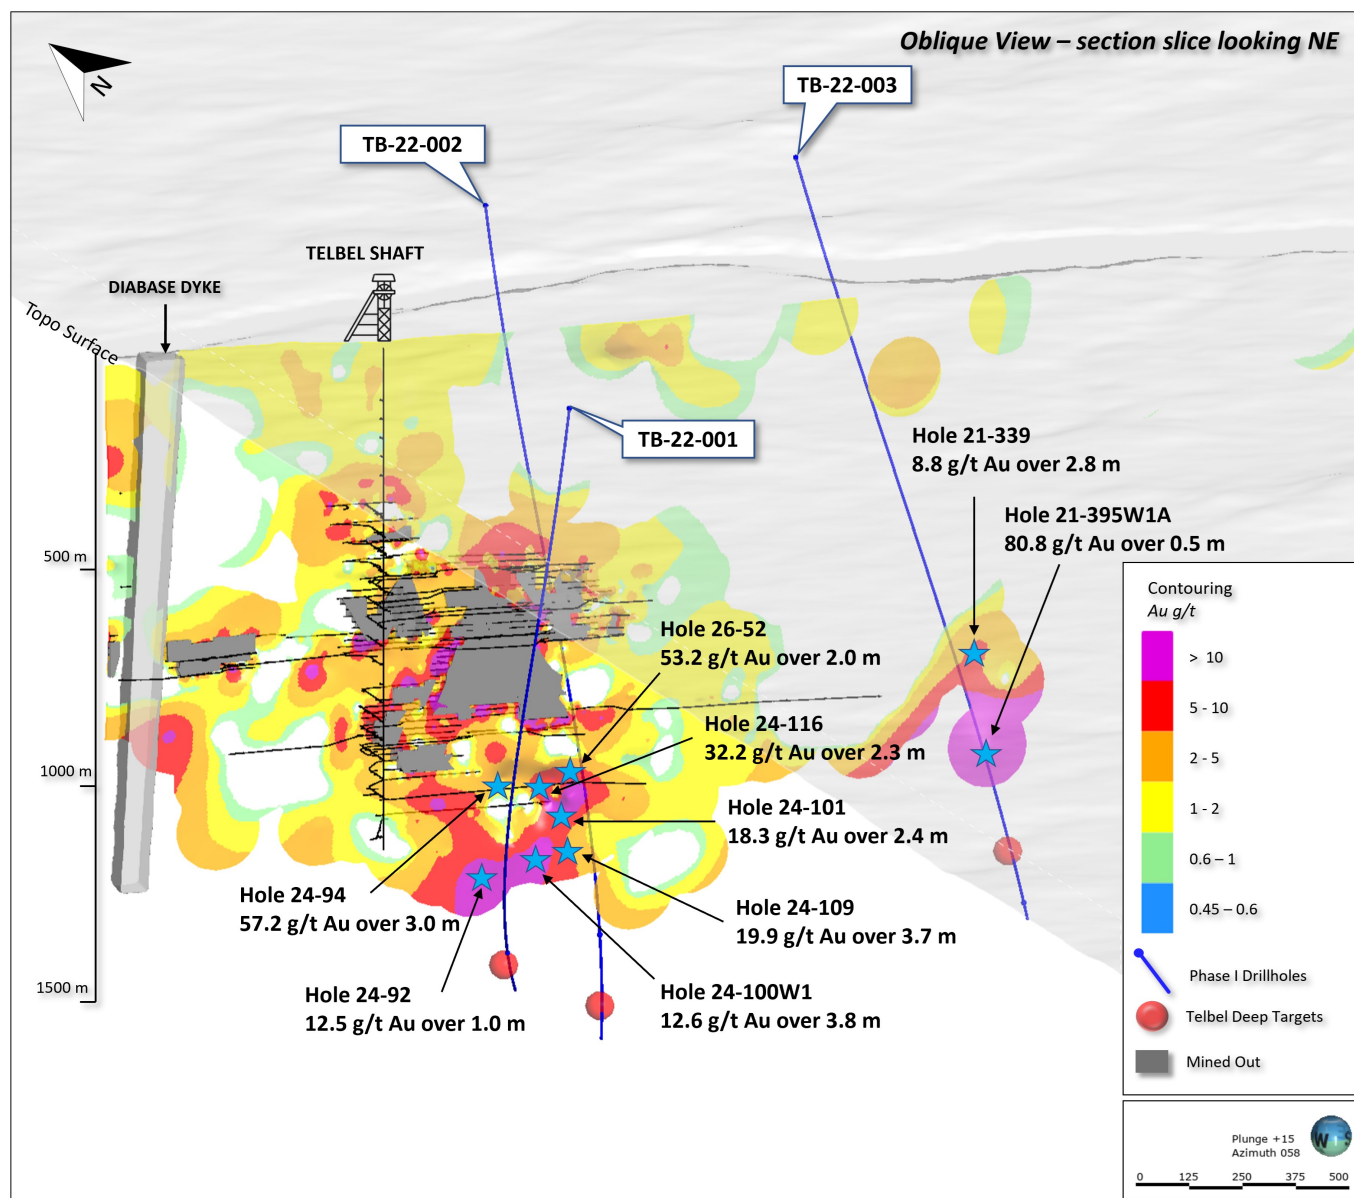 Oblique View – section slice looking NE
N
TB-22-003
TB-22-002
TELBEL SHAFT
DIABASE DYKE
Topo Surface
TB-22-001
Hole 21-339
8.8 g/t Au over 2.8 m
Hole 21-395W1A
80.8 g/t Au over 0.5 m
500 m
Hole 26-52
53.2 g/t Au over 2.0 m
Hole 24-116
32.2 g/t Au over 2.3 m
1000 m
Hole 24-101
18.3 g/t Au over 2.4 m
Hole 24-94
57.2 g/t Au over 3.0 m
Hole 24-109
19.9 g/t Au over 3.7 m
1500 m
Hole 24-92
12.5 g/t Au over 1.0 m
Hole 24-100W1
12.6 g/t Au over 3.8 m
Contouring
Au g/t
> 10
5 - 10
2 - 5
1 - 2
0.6 – 1
0.45 – 0.6
Phase I Drillholes
Telbel Deep Targets
Mined Out
Plunge +15
Azimuth 058
W S
0 125 250 375 500